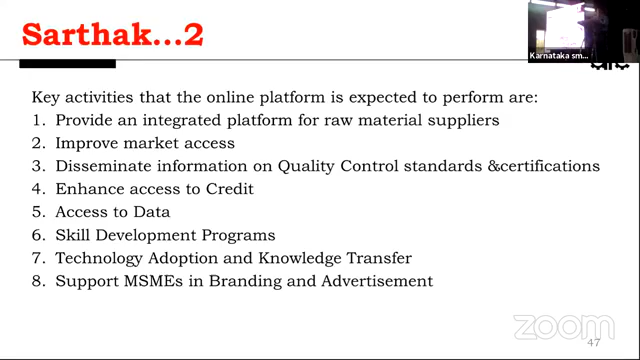 Sarthak...2
Karnataka sm...
Key activities that the online platform is expected to perform are:
1. Provide an integrated platform for raw material suppliers
2. Improve market access
3. Disseminate information on Quality Control standards &certifications
4. Enhance access to Credit
5. Access to Data
6. Skill Development Programs
7. Technology Adoption and Knowledge Transfer
8. Support MSMEs in Branding and Advertisement
zoom
47